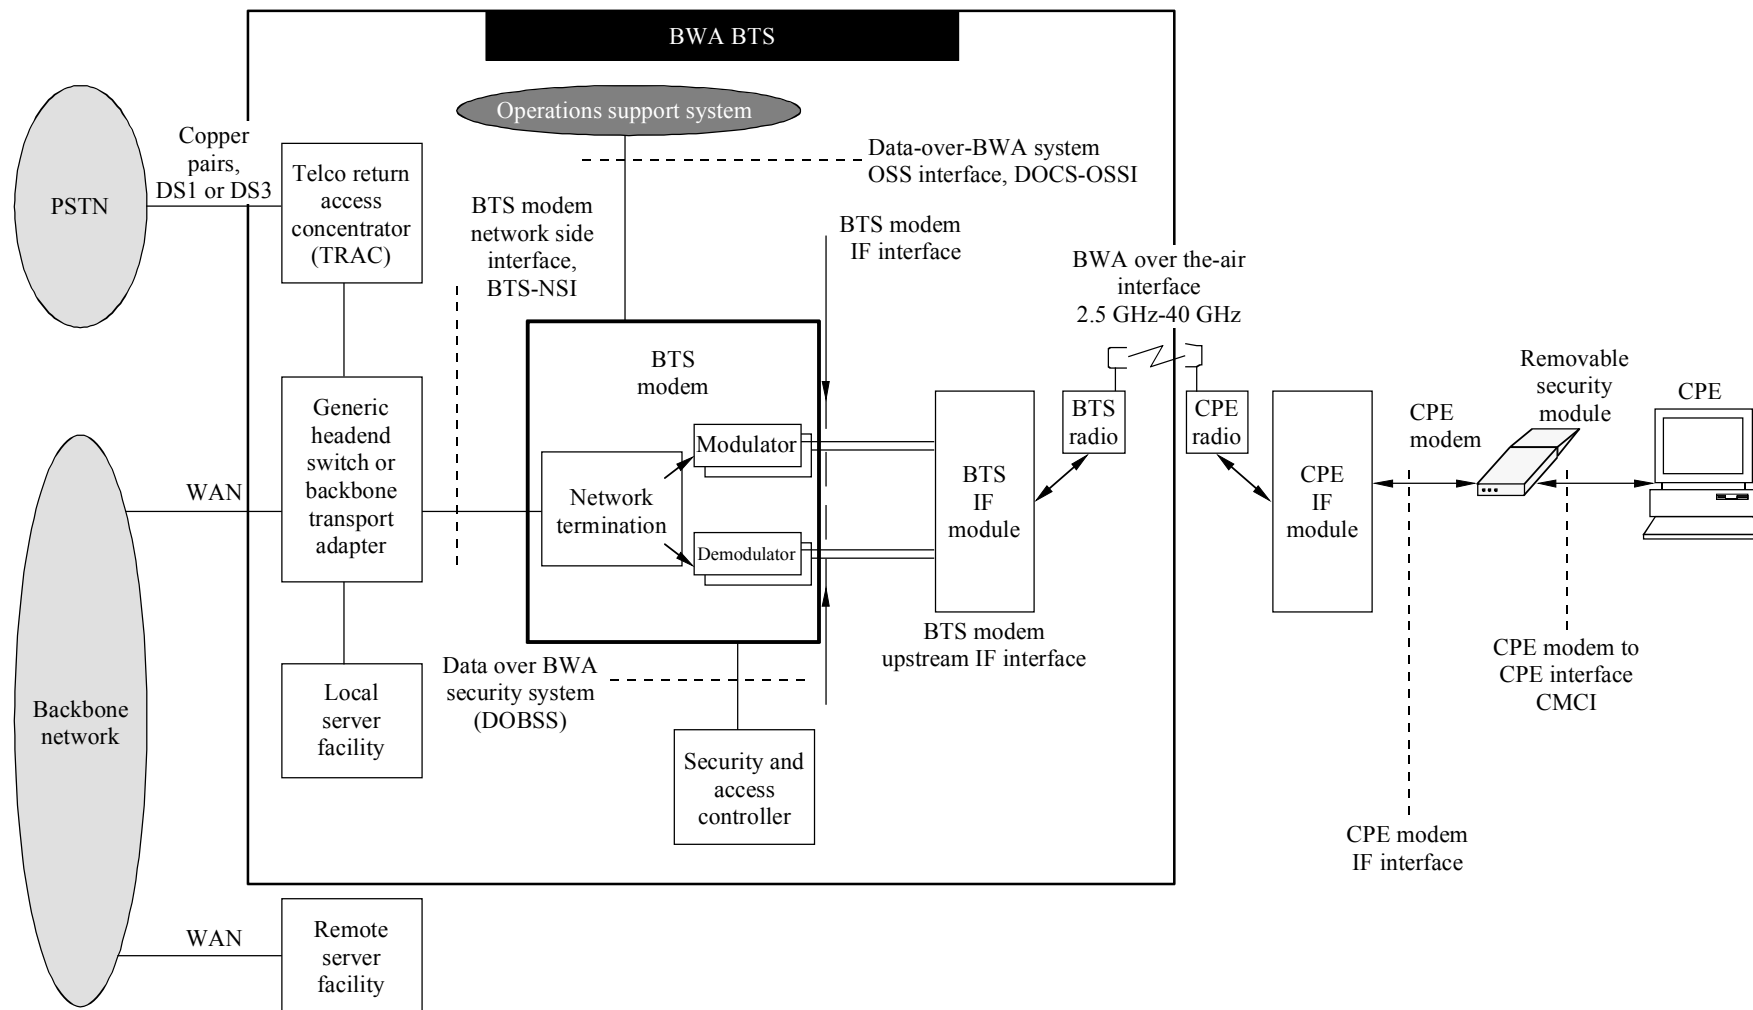 BWA BTS
Operations support system
Copper
pairs,
DS1 or DS3
PSTN
Telco return
access
concentrator
(TRAC)
Data-over-BWA system
OSS interface, DOCS-OSSI
BTS modem
network side
interface,
BTS-NSI
BTS modem
IF interface
BWA over the-air
interface
2.5 GHz-40 GHz
BTS
modem
Generic
headend
switch or
backbone
transport
adapter
WAN
Network
termination
Modulator
Demodulator
BTS
IF
module
BTS
radio
CPE
radio
CPE
IF
module
CPE
modem
Removable
security
module
CPE
BTS modem
upstream IF interface
Data over BWA
security system
(DOBSS)
CPE modem to
CPE interface
CMCI
Backbone
network
Local
server
facility
Security and
access
controller
CPE modem
IF interface
WAN
Remote
server
facility